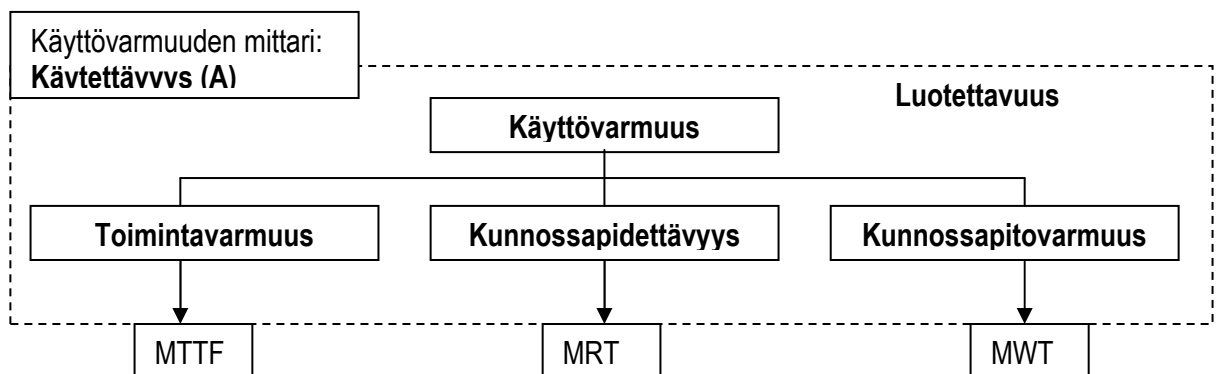 Käyttövarmuuden mittari:
Käytettävyys (A)
Luotettavuus
Käyttövarmuus
Toimintavarmuus
Kunnossapidettävyys
Kunnossapitovarmuus
MTTF
MRT
MWT